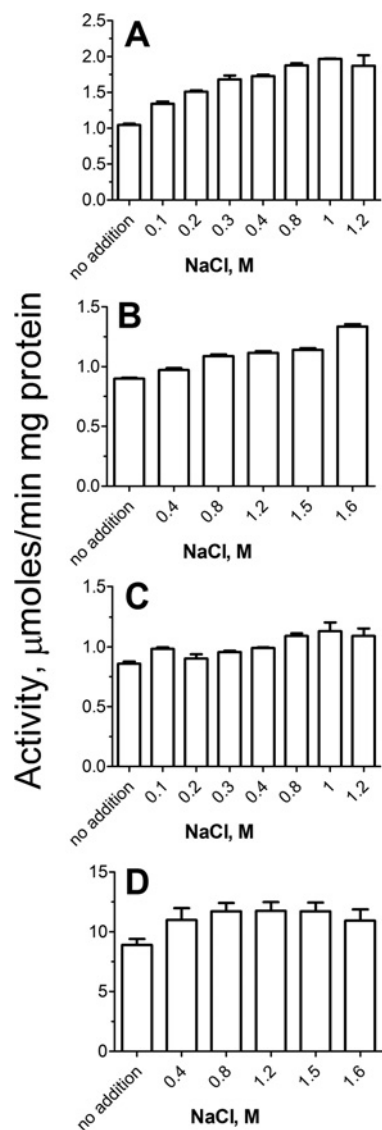 Activity, μmoles/min mg protein
A
2.5
2.0
1.5
1.0
0.5
0.0
no addition 0.1 0.2 0.3 0.4 0.8 1 1.2
NaCl, M
B
1.5
1.0
0.5
0.0
no addition 0.4 0.8 1.2 1.5 1.6
NaCl, M
C
1.5
1.0
0.5
0.0
no addition 0.1 0.2 0.3 0.4 0.8 1 1.2
NaCl, M
D
15
10
5
0
no addition 0.4 0.8 1.2 1.5 1.6
NaCl, M